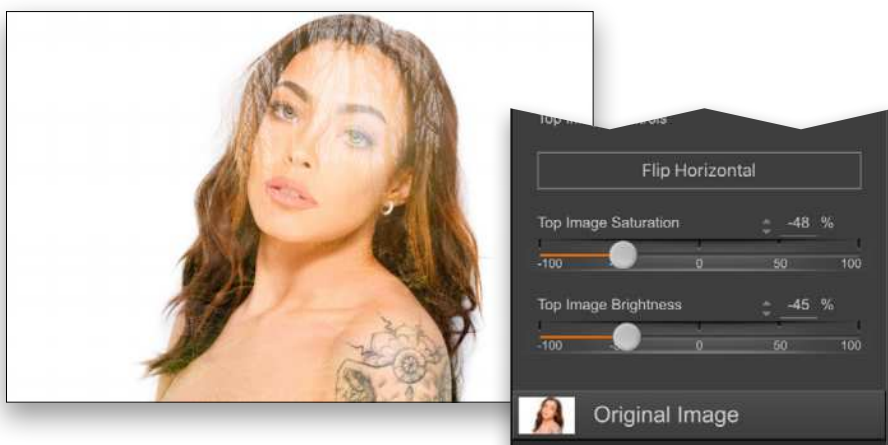 Flip Horizontal
Top Image Saturation -48 %
-100 0 50 100
Top Image Brightness -45 %
-100 0 50 100
Original Image